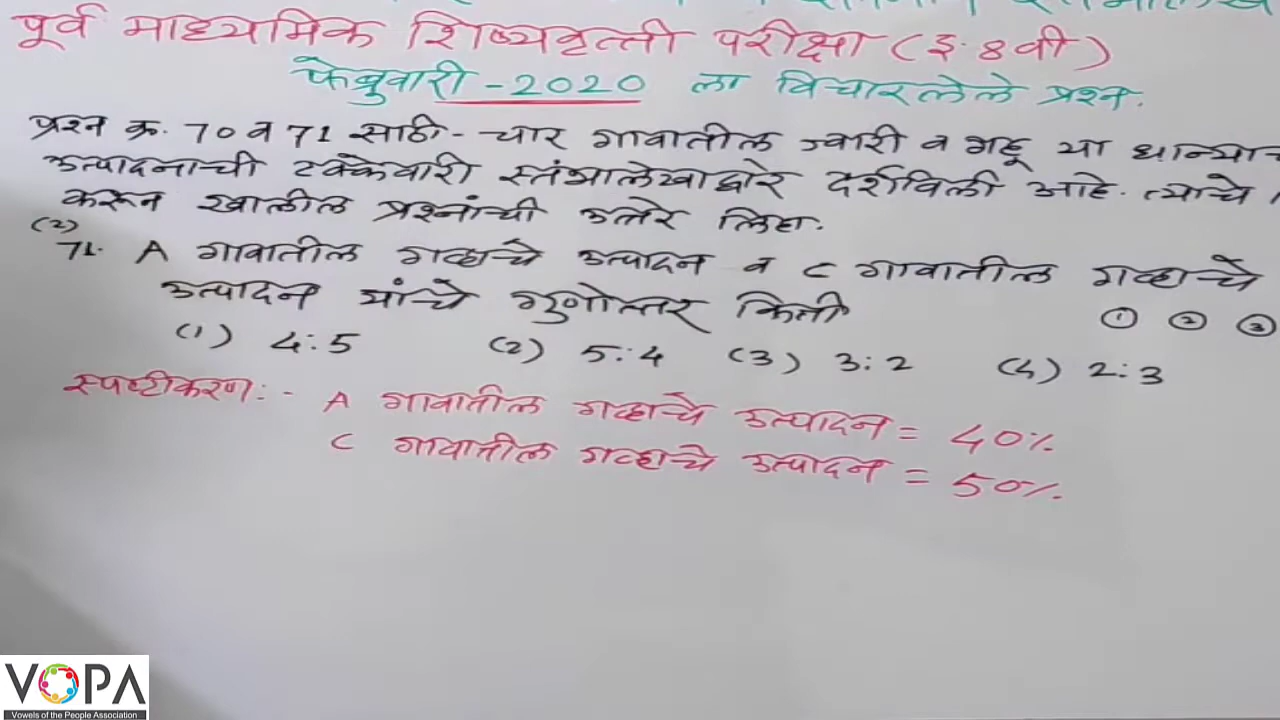 पूर्व माध्यमिक शिष्यवृत्ती परीक्षा (इ. 8 वी)
फेब्रुवारी - 2020 ला विचारलेले प्रश्न.
प्रश्न क्र. 70 व 71 साठी - चार गावातील ज्वारी व गहू या धान्याच
उत्पादनाची टक्केवारी स्तंभालेखाद्वारे दर्शविली आहे. त्याचे
करून खालील प्रश्नांची उत्तरे लिहा.
(2)
71. A गावातील गव्हाचे उत्पादन व C गावातील गव्हाचे
उत्पादन यांचे गुणोत्तर किती
① ② ③
(1) 4:5 (2) 5:4 (3) 3:2 (4) 2:3
स्पष्टीकरण:- A गावातील गव्हाचे उत्पादन = 40%
C गावातील गव्हाचे उत्पादन = 50%
VOPA
Vowels of the People Association